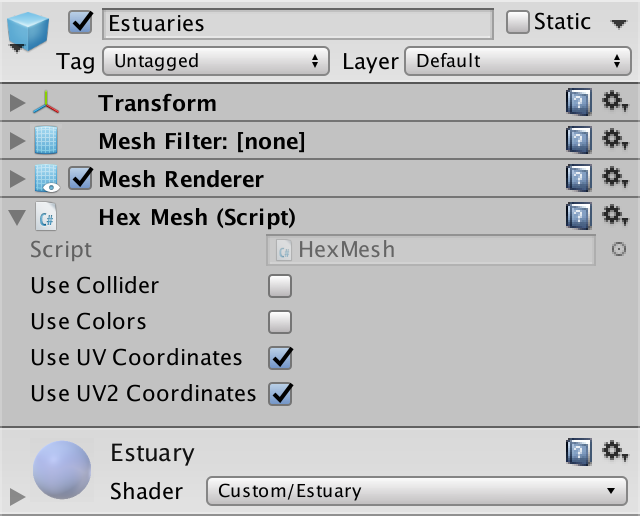 Estuaries Static
Tag Untagged Layer Default
Transform
Mesh Filter: [none]
Mesh Renderer
C# Hex Mesh (Script)
Script C# HexMesh
Use Collider
Use Colors
Use UV Coordinates
Use UV2 Coordinates
Estuary
Shader Custom/Estuary